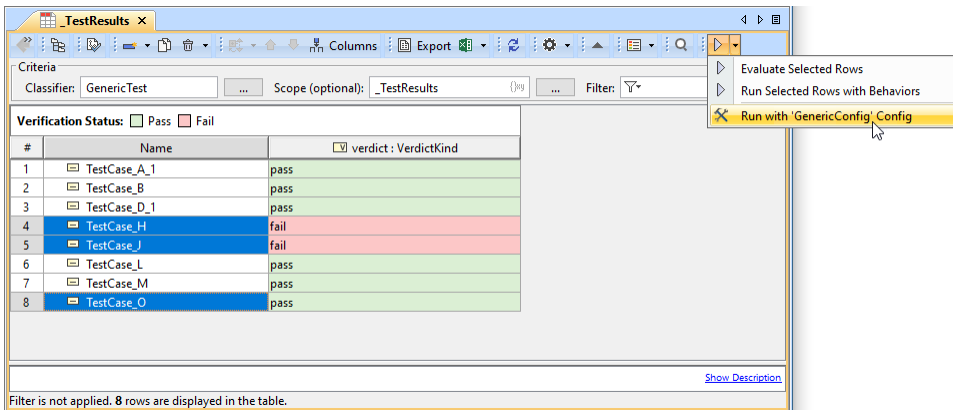 _TestResults
Columns Export
Criteria
Classifier: GenericTest ... Scope (optional): _TestResults ... Filter:
Evaluate Selected Rows
Run Selected Rows with Behaviors
Run with 'GenericConfig' Config
Verification Status: Pass Fail
# Name verdict : VerdictKind
1 TestCase_A_1 pass
2 TestCase_B pass
3 TestCase_D_1 pass
4 TestCase_H fail
5 TestCase_J fail
6 TestCase_L pass
7 TestCase_M pass
8 TestCase_O pass
Show Description
Filter is not applied. 8 rows are displayed in the table.